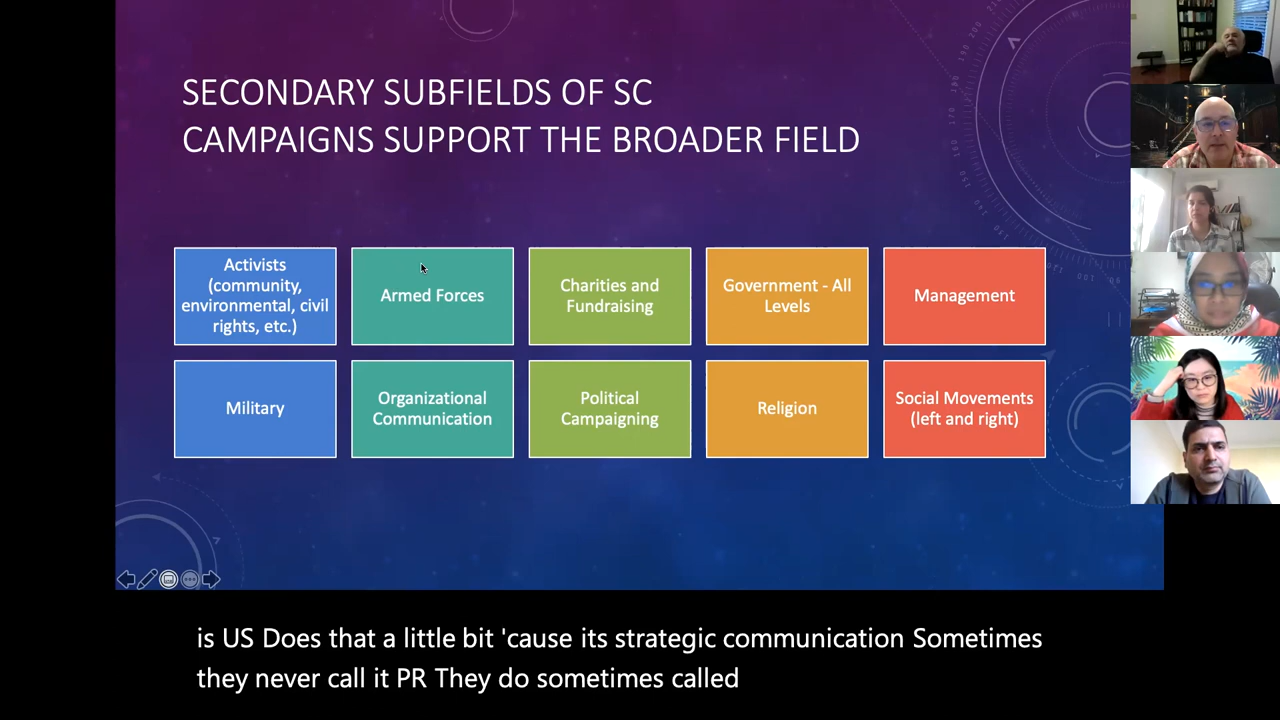 SECONDARY SUBFIELDS OF SC
CAMPAIGNS SUPPORT THE BROADER FIELD
Activists
(community,
environmental, civil
rights, etc.)
Armed Forces
Charities and
Fundraising
Government - All
Levels
Management
Military
Organizational
Communication
Political
Campaigning
Religion
Social Movements
(left and right)
is US Does that a little bit 'cause its strategic communication Sometimes
they never call it PR They do sometimes called